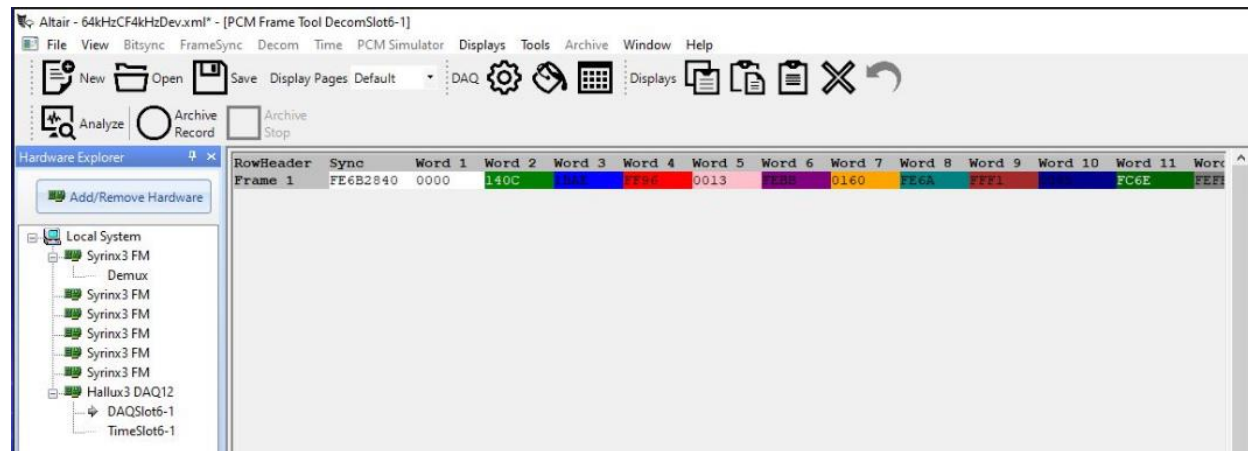 Altair - 64kHzCF4kHzDev.xml* - [PCM Frame Tool DecomSlot6-1]
File View Bitsync FrameSync Decom Time PCM Simulator Displays Tools Archive Window Help
New Open Save Display Pages Default DAQ Displays
Analyze Archive Record Archive Stop
Hardware Explorer
Add/Remove Hardware
Local System
Syrinx3 FM
Demux
Syrinx3 FM
Syrinx3 FM
Syrinx3 FM
Syrinx3 FM
Syrinx3 FM
Hallux3 DAQ12
DAQSlot6-1
TimeSlot6-1
RowHeader Sync Word 1 Word 2 Word 3 Word 4 Word 5 Word 6 Word 7 Word 8 Word 9 Word 10 Word 11
Frame 1 FE6B2840 0000 140C FF96 0013 0160 FE6A FFF1 FC6E